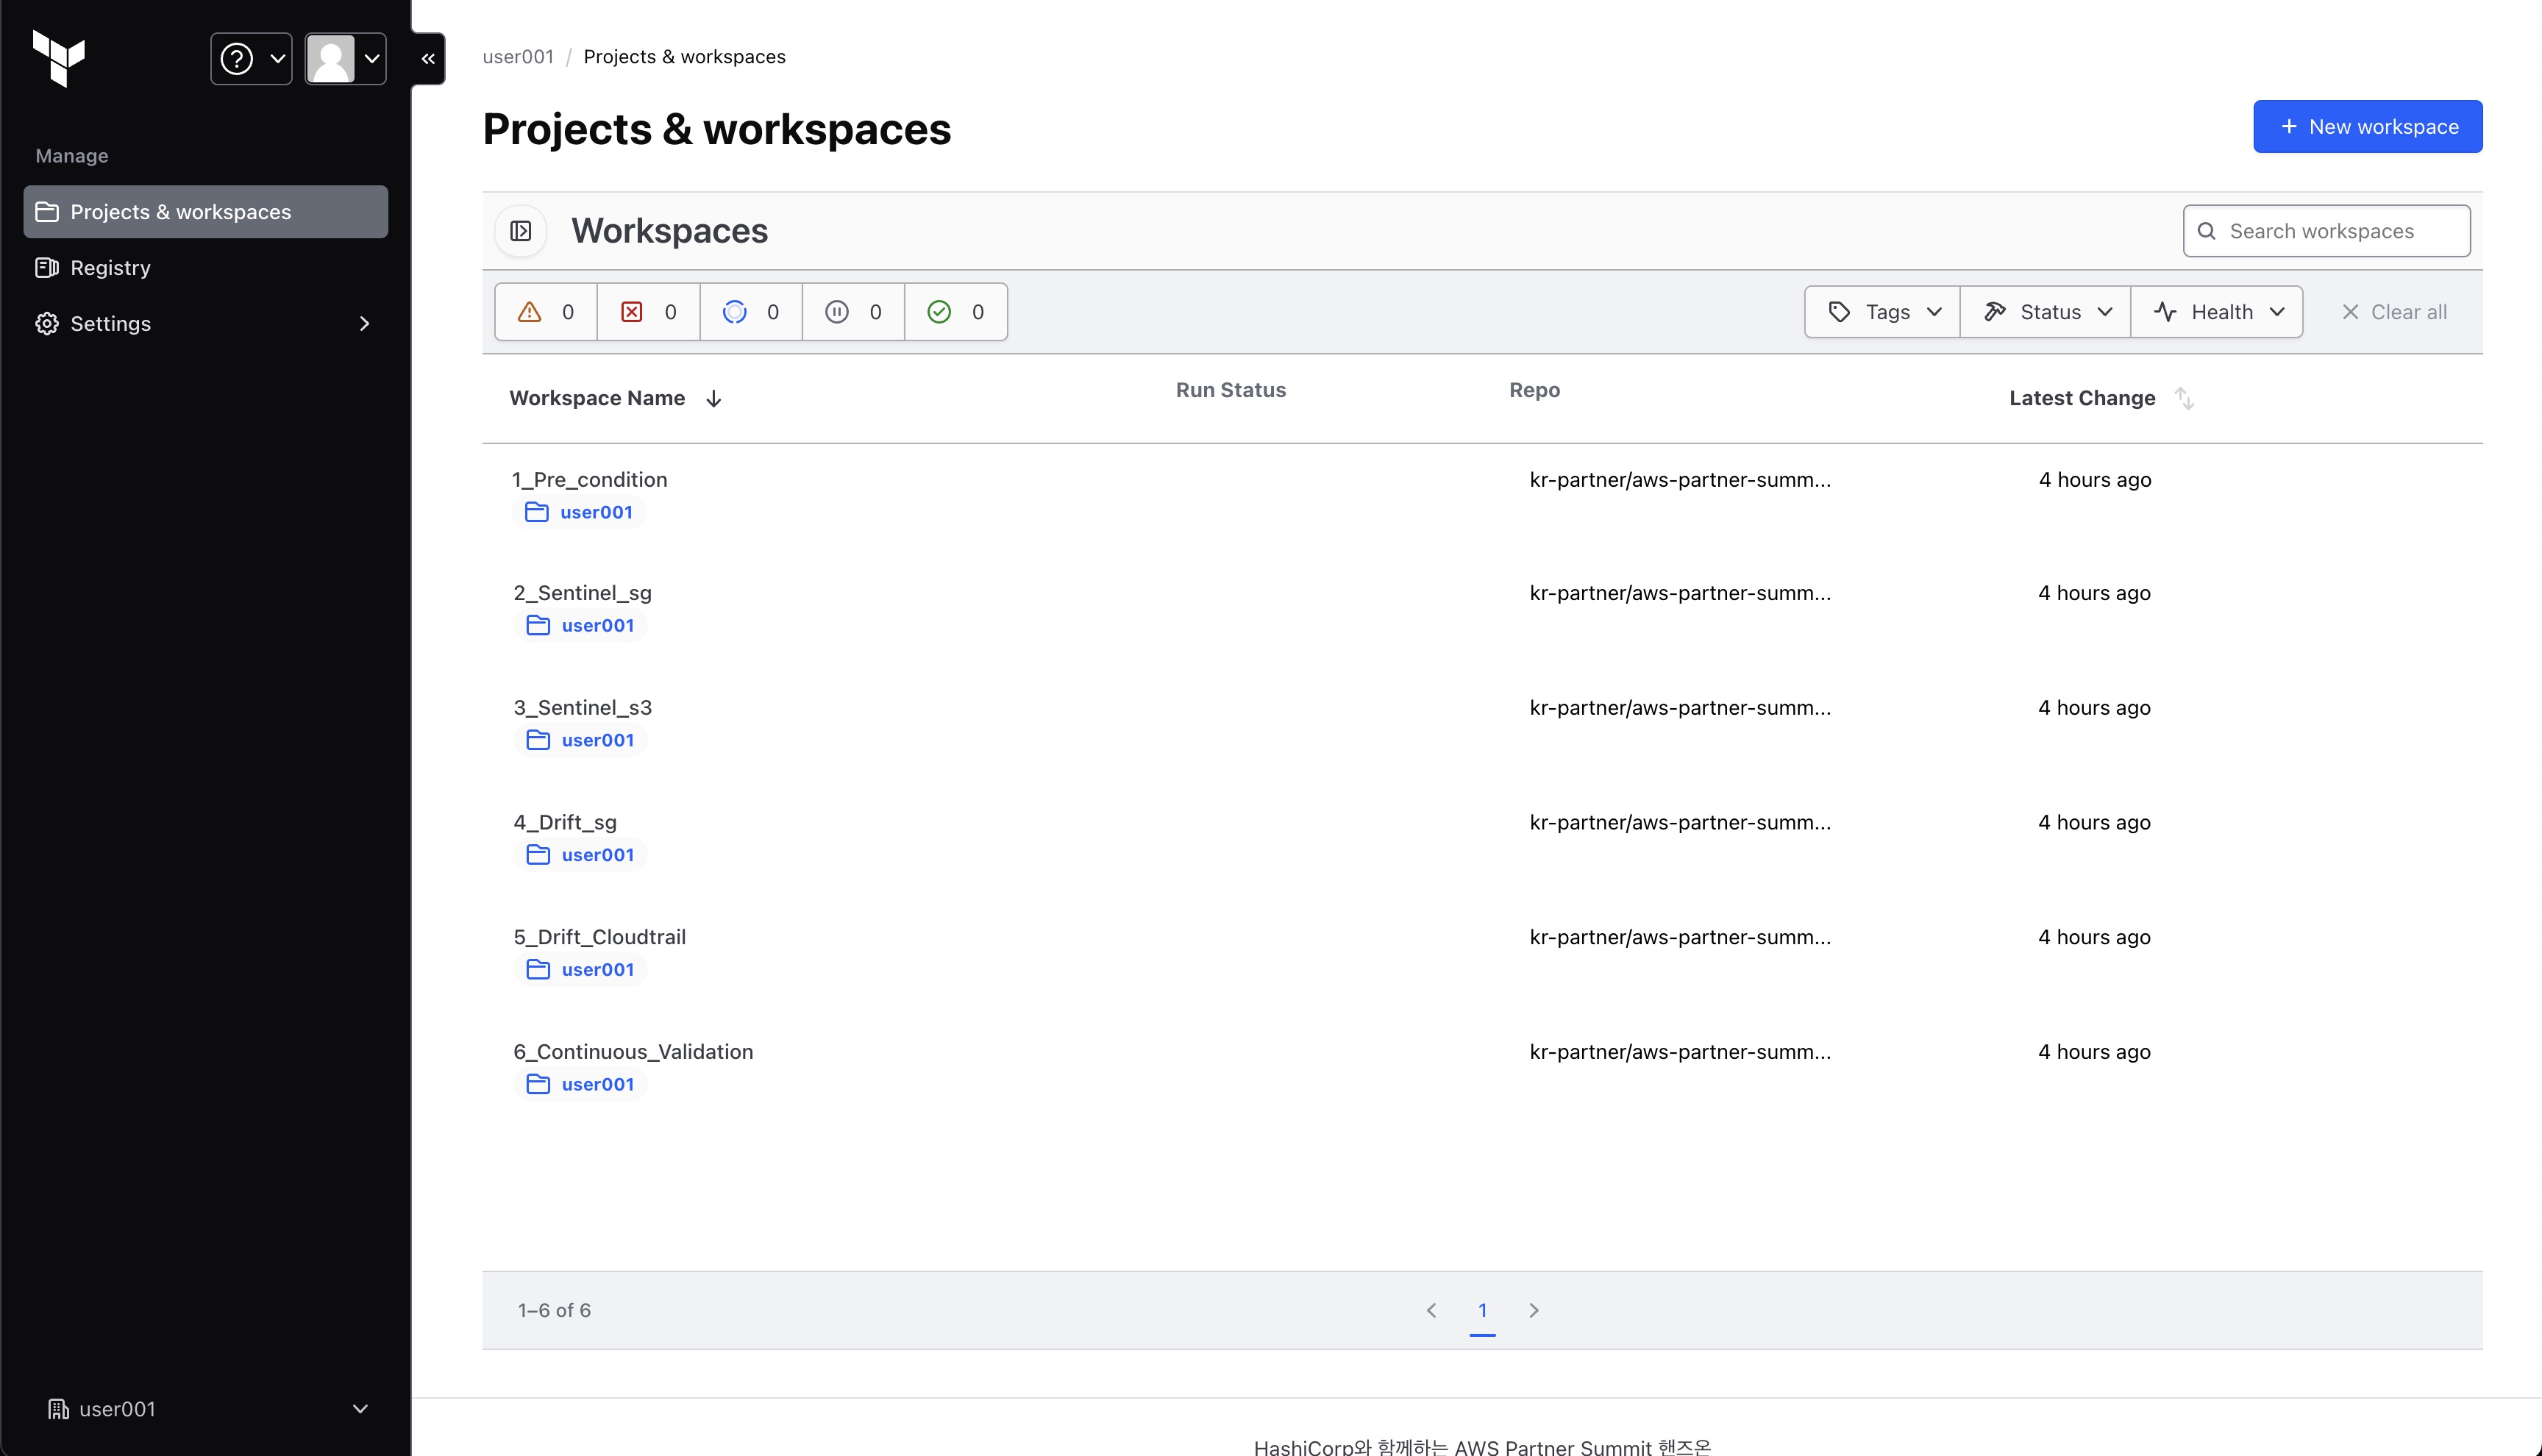 user001 / Projects & workspaces
Projects & workspaces
+ New workspace
Manage
Projects & workspaces
Registry
Settings
Workspaces
Search workspaces
0 0 0 0 0
Tags Status Health Clear all
Workspace Name Run Status Repo Latest Change
1_Pre_condition kr-partner/aws-partner-summ... 4 hours ago
user001
2_Sentinel_sg kr-partner/aws-partner-summ... 4 hours ago
user001
3_Sentinel_s3 kr-partner/aws-partner-summ... 4 hours ago
user001
4_Drift_sg kr-partner/aws-partner-summ... 4 hours ago
user001
5_Drift_Cloudtrail kr-partner/aws-partner-summ... 4 hours ago
user001
6_Continuous_Validation kr-partner/aws-partner-summ... 4 hours ago
user001
1–6 of 6 1
user001
HashiCorp와 함께하는 AWS Partner Summit 핸즈온